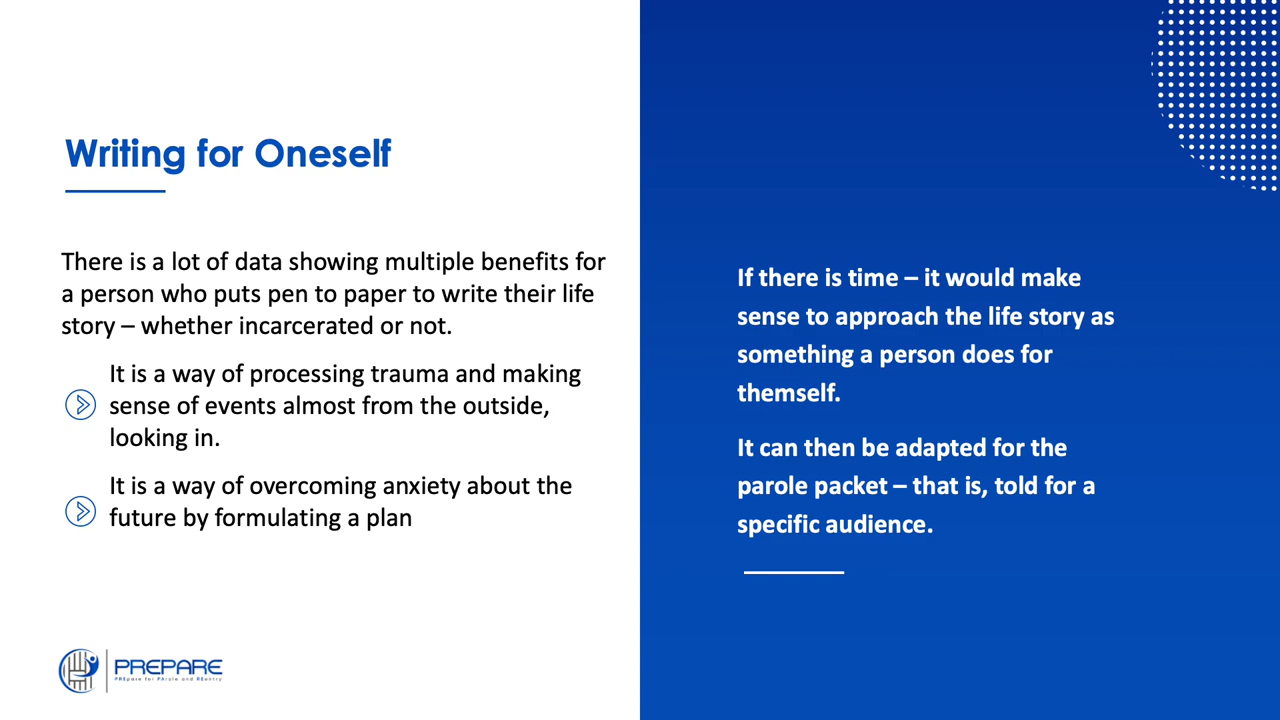 Writing for Oneself
There is a lot of data showing multiple benefits for
a person who puts pen to paper to write their life
story – whether incarcerated or not.
It is a way of processing trauma and making
sense of events almost from the outside,
looking in.
It is a way of overcoming anxiety about the
future by formulating a plan
If there is time – it would make
sense to approach the life story as
something a person does for
themself.
It can then be adapted for the
parole packet – that is, told for a
specific audience.
PREPARE
PREpare for PArole and REentry